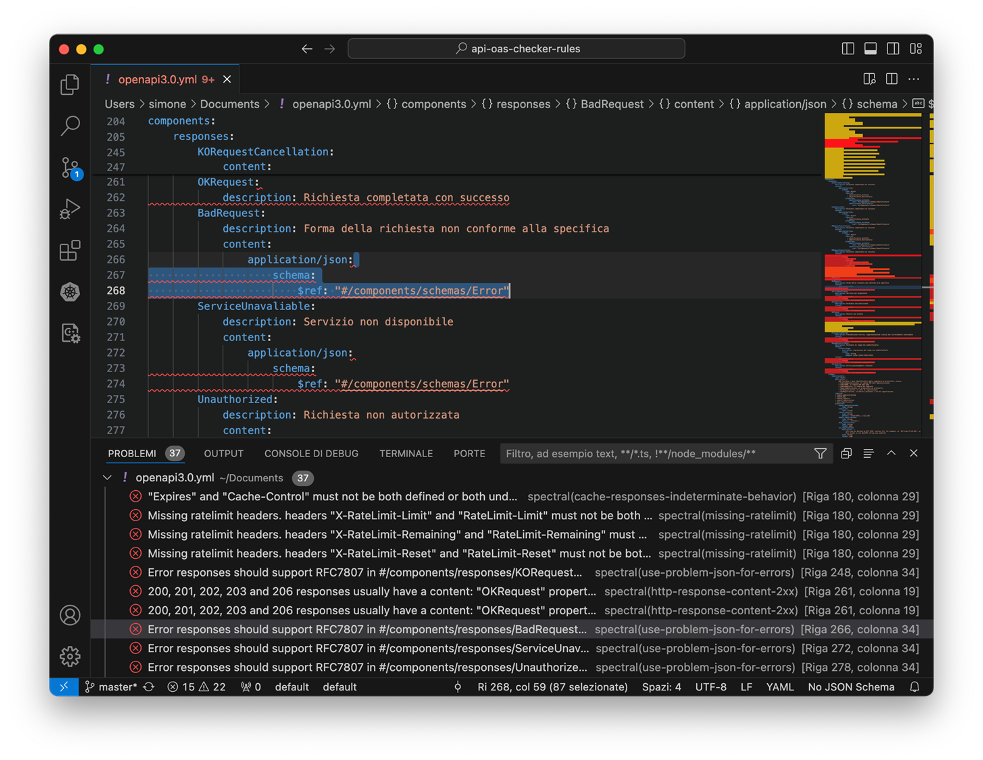 api-oas-checker-rules
openapi3.0.yml 9+
Users > simone > Documents > ! openapi3.0.yml > {} components > {} responses > {} BadRequest > {} content > {} application/json > {} schema > abc $
204 components:
205 responses:
245 KORequestCancellation:
247 content:
261 OKRequest:
262 description: Richiesta completata con successo
263 BadRequest:
264 description: Forma della richiesta non conforme alla specifica
265 content:
266 application/json:
267 schema:
268 $ref: "#/components/schemas/Error"
269 ServiceUnavaliable:
270 description: Servizio non disponibile
271 content:
272 application/json:
273 schema:
274 $ref: "#/components/schemas/Error"
275 Unauthorized:
276 description: Richiesta non autorizzata
277 content:
PROBLEMI 37 OUTPUT CONSOLE DI DEBUG TERMINALE PORTE Filtro, ad esempio text, **/*.ts, !**/node_modules/**
! openapi3.0.yml ~/Documents 37
"Expires" and "Cache-Control" must not be both defined or both und... spectral(cache-responses-indeterminate-behavior) [Riga 180, colonna 29]
Missing ratelimit headers. headers "X-RateLimit-Limit" and "RateLimit-Limit" must not be both ... spectral(missing-ratelimit) [Riga 180, colonna 29]
Missing ratelimit headers. headers "X-RateLimit-Remaining" and "RateLimit-Remaining" must ... spectral(missing-ratelimit) [Riga 180, colonna 29]
Missing ratelimit headers. headers "X-RateLimit-Reset" and "RateLimit-Reset" must not be bot... spectral(missing-ratelimit) [Riga 180, colonna 29]
Error responses should support RFC7807 in #/components/responses/KORequest... spectral(use-problem-json-for-errors) [Riga 248, colonna 34]
200, 201, 202, 203 and 206 responses usually have a content: "OKRequest" propert... spectral(http-response-content-2xx) [Riga 261, colonna 19]
200, 201, 202, 203 and 206 responses usually have a content: "OKRequest" propert... spectral(http-response-content-2xx) [Riga 261, colonna 19]
Error responses should support RFC7807 in #/components/responses/BadRequest... spectral(use-problem-json-for-errors) [Riga 266, colonna 34]
Error responses should support RFC7807 in #/components/responses/ServiceUnav... spectral(use-problem-json-for-errors) [Riga 272, colonna 34]
Error responses should support RFC7807 in #/components/responses/Unauthorize... spectral(use-problem-json-for-errors) [Riga 278, colonna 34]
master* 15 22 0 default default Ri 268, col 59 (87 selezionate) Spazi: 4 UTF-8 LF YAML No JSON Schema